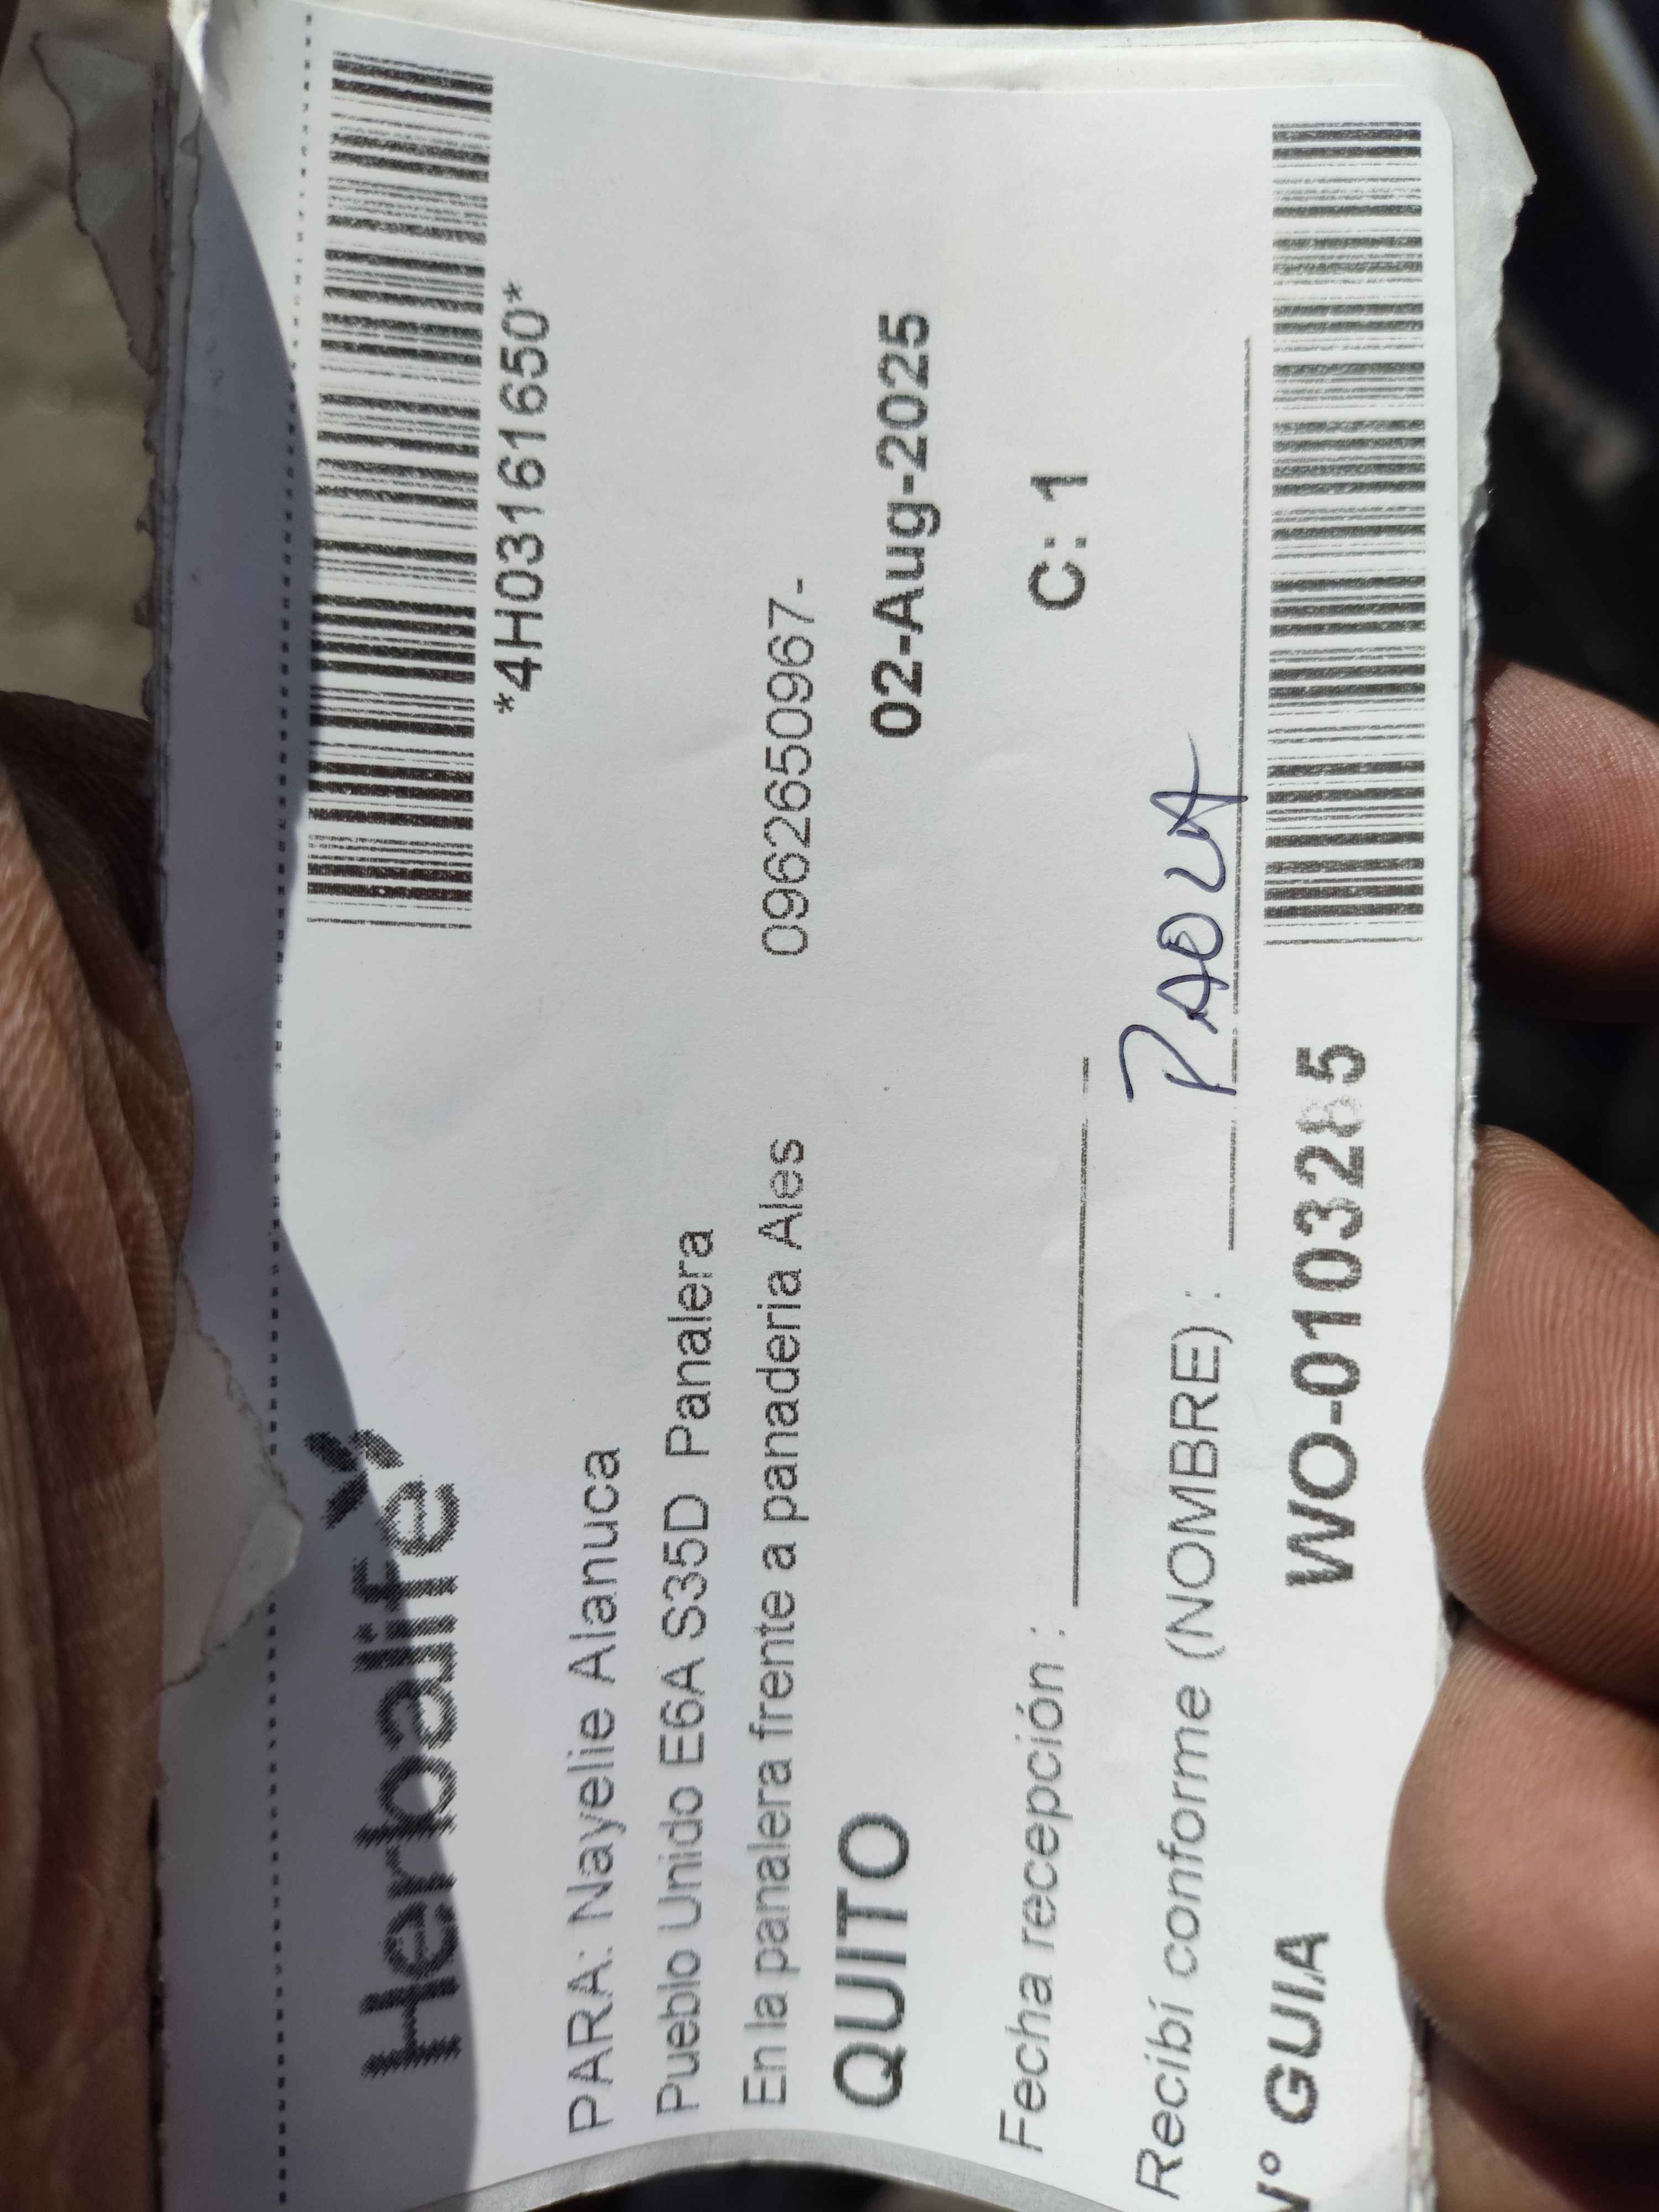 Herbalife
*4H03161650*
PARA: Nayelie Alanuca
Pueblo Unido E6A S35D Panalera
En la panalera frente a panaderia Ales 0962650967-
QUITO 02-Aug-2025
Fecha recepción : C: 1
Recibí conforme (NOMBRE) : PAOLA
N° GUIA WO-0103285